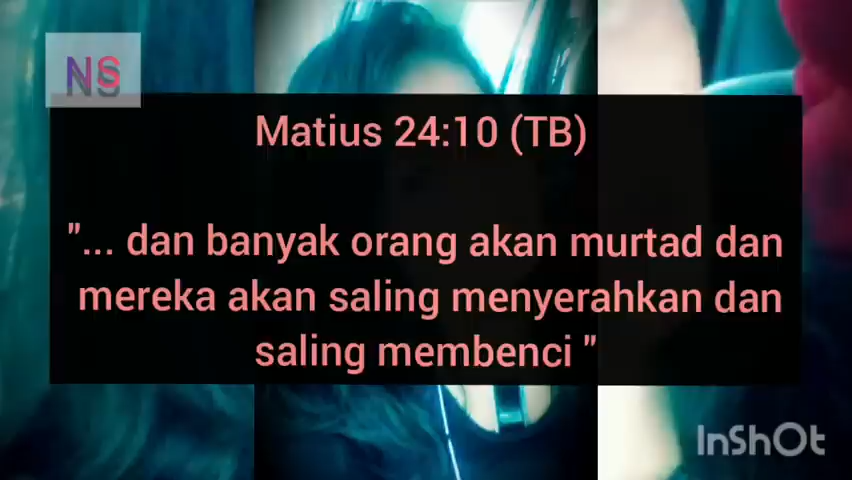 NS
Matius 24:10 (TB)
"... dan banyak orang akan murtad dan
mereka akan saling menyerahkan dan
saling membenci "
InShOt